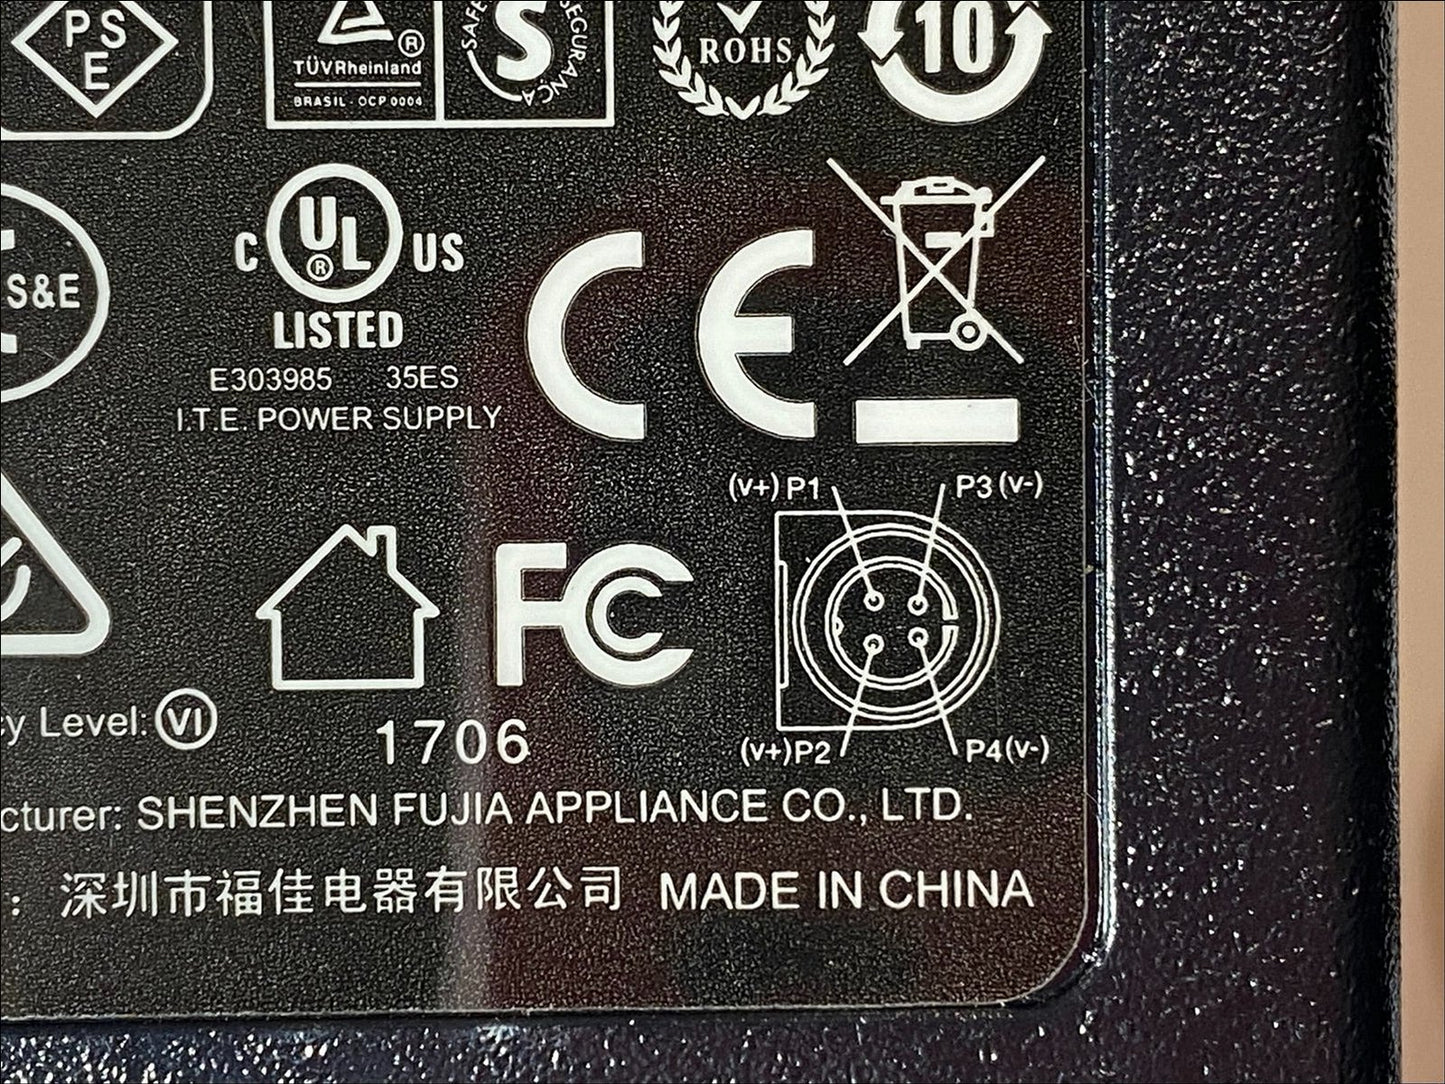 PSE
TÜVRheinland ®
BRASIL - OCP 0004
S
SEGURANÇA
ROHS
10
S&E
C UL ® US
LISTED
E303985 35ES
I.T.E. POWER SUPPLY
CE
(v+)P1 P3(v-)
FC
(v+)P2 P4(v-)
Level: VI
1706
SHENZHEN FUJIA APPLIANCE CO., LTD.
: 深圳市福佳电器有限公司 MADE IN CHINA